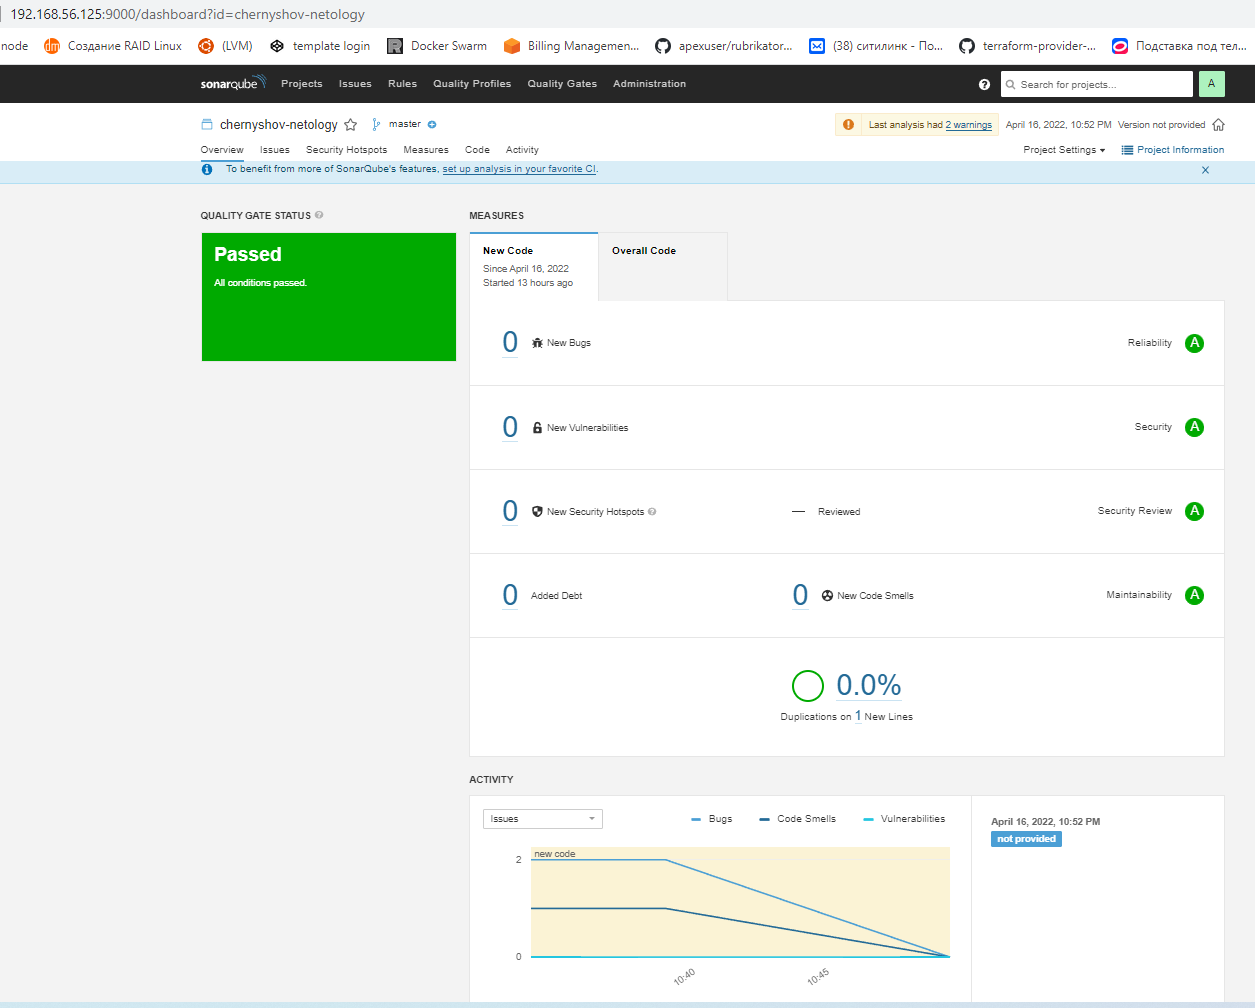 192.168.56.125:9000/dashboard?id=chernyshov-netology
node Создание RAID Linux (LVM) template login Docker Swarm Billing Managemen... apexuser/rubrikator... (38) ситилинк - По... terraform-provider-... Подставка под тел...
sonarqube Projects Issues Rules Quality Profiles Quality Gates Administration ? Search for projects... A
chernyshov-netology master Last analysis had 2 warnings April 16, 2022, 10:52 PM Version not provided
Overview Issues Security Hotspots Measures Code Activity Project Settings Project Information
To benefit from more of SonarQube's features, set up analysis in your favorite CI.
QUALITY GATE STATUS ?
Passed
All conditions passed.
MEASURES
New Code
Since April 16, 2022
Started 13 hours ago
Overall Code
0 New Bugs Reliability A
0 New Vulnerabilities Security A
0 New Security Hotspots ? — Reviewed Security Review A
0 Added Debt 0 New Code Smells Maintainability A
0.0%
Duplications on 1 New Lines
ACTIVITY
Issues Bugs Code Smells Vulnerabilities
new code
2
0
10:40 10:45
April 16, 2022, 10:52 PM
not provided